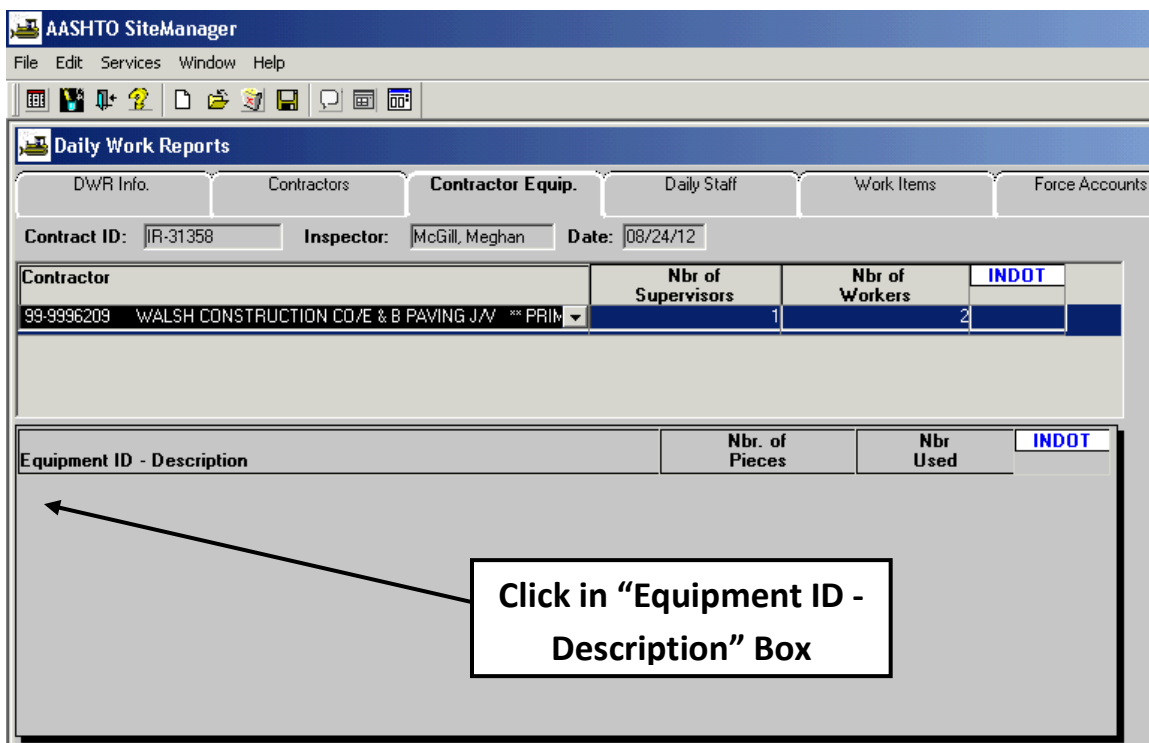 AASHTO SiteManager
File Edit Services Window Help
Daily Work Reports
DWR Info. Contractors Contractor Equip. Daily Staff Work Items Force Accounts
Contract ID: IR-31358 Inspector: McGill, Meghan Date: 08/24/12
Contractor Nbr of Supervisors Nbr of Workers INDOT
99-9996209 WALSH CONSTRUCTION CO/E & B PAVING J/V ** PRIM 1 2
Equipment ID - Description Nbr. of Pieces Nbr Used INDOT
Click in “Equipment ID -
Description” Box